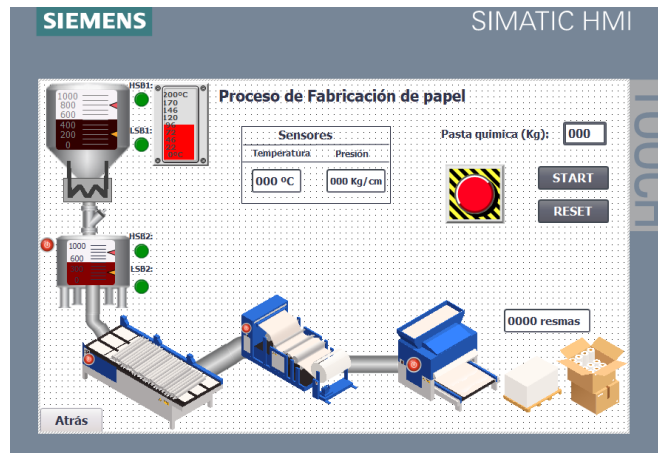 SIEMENS
SIMATIC HMI
TOUCH
HSB1:
1000
800
600
400
200
0
LSB1:
200ºC
170
146
120
Proceso de Fabricación de papel
Sensores
Temperatura Presión
000 ºC 000 Kg/cm
Pasta quimica (Kg): 000
START
RESET
HSB2:
1000
600
LSB2:
0000 resmas
Atrás